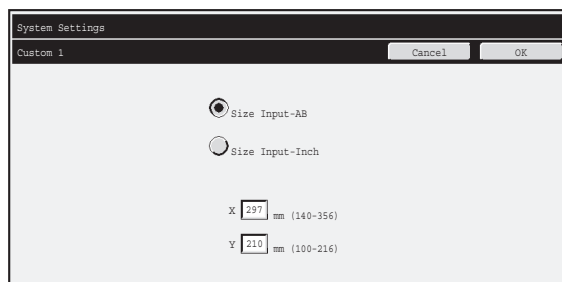 System Settings
Custom 1 Cancel OK
Size Input-AB
Size Input-Inch
X 297 mm (140-356)
Y 210 mm (100-216)